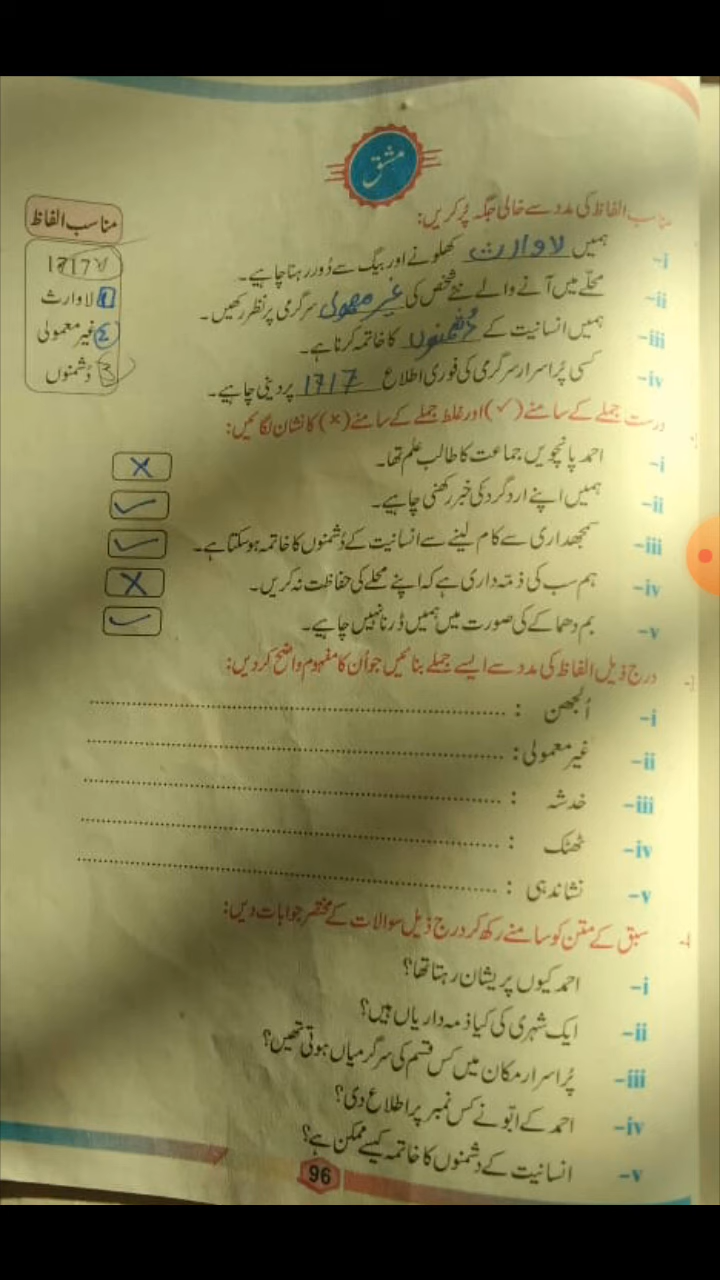 مشق
مناسب الفاظ کی مدد سے خالی جگہ پُر کریں:
مناسب الفاظ
1717
1 لاوارث
2 غیر معمولی
3 دُشمنوں
i- ہمیں لاوارث کھلونے اور بیگ سے دُور رہنا چاہیے۔
ii- محلّے میں آنے والے نئے شخص کی غیر معمولی سرگرمی پر نظر رکھیں۔
iii- ہمیں انسانیت کے دُشمنوں کا خاتمہ کرنا ہے۔
iv- کسی پُراسرار سرگرمی کی فوری اطلاع 1717 پر دینی چاہیے۔
درست جملے کے سامنے (✓) اور غلط جملے کے سامنے (×) کا نشان لگائیں:
i- احمد پانچویں جماعت کا طالب علم تھا۔ ×
ii- ہمیں اپنے اردگرد کی خبر رکھنی چاہیے۔ ✓
iii- سمجھداری سے کام لینے سے انسانیت کے دُشمنوں کا خاتمہ ہو سکتا ہے۔ ✓
iv- ہم سب کی ذمّہ داری ہے کہ اپنے محلے کی حفاظت نہ کریں۔ ×
v- بم دھماکے کی صورت میں ہمیں ڈرنا نہیں چاہیے۔ ✓
درج ذیل الفاظ کی مدد سے ایسے جملے بنائیں جو اُن کا مفہوم واضح کر دیں:
i- اُلجھن :
ii- غیر معمولی :
iii- خدشہ :
iv- ٹھنک :
v- نشاندہی :
4- سبق کے متن کو سامنے رکھ کر درج ذیل سوالات کے مختصر جوابات دیں:
i- احمد کیوں پریشان رہتا تھا؟
ii- ایک شہری کی کیا ذمہ داریاں ہیں؟
iii- پُراسرار مکان میں کس قسم کی سرگرمیاں ہوتی تھیں؟
iv- احمد کے ابّو نے کس نمبر پر اطلاع دی؟
v- انسانیت کے دشمنوں کا خاتمہ کیسے ممکن ہے؟
96